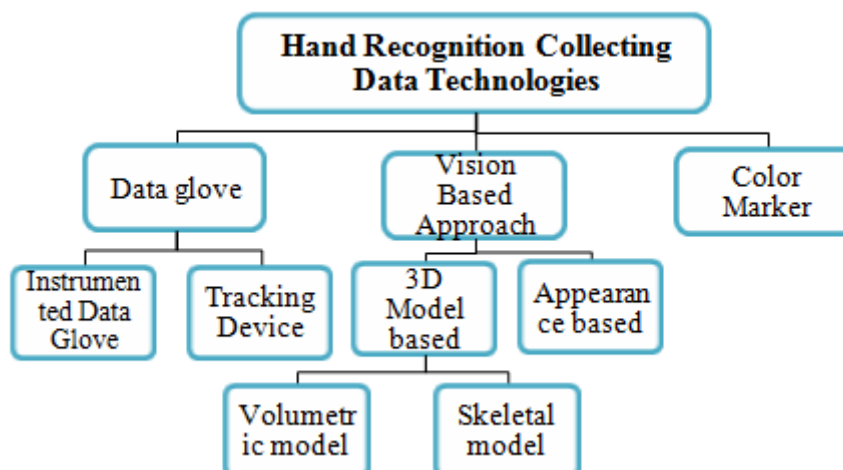 Hand Recognition Collecting
Data Technologies
Data glove
Vision
Based
Approach
Color
Marker
Instrumen
ted Data
Glove
Tracking
Device
3D
Model
based
Appearan
ce based
Volumetr
ic model
Skeletal
model